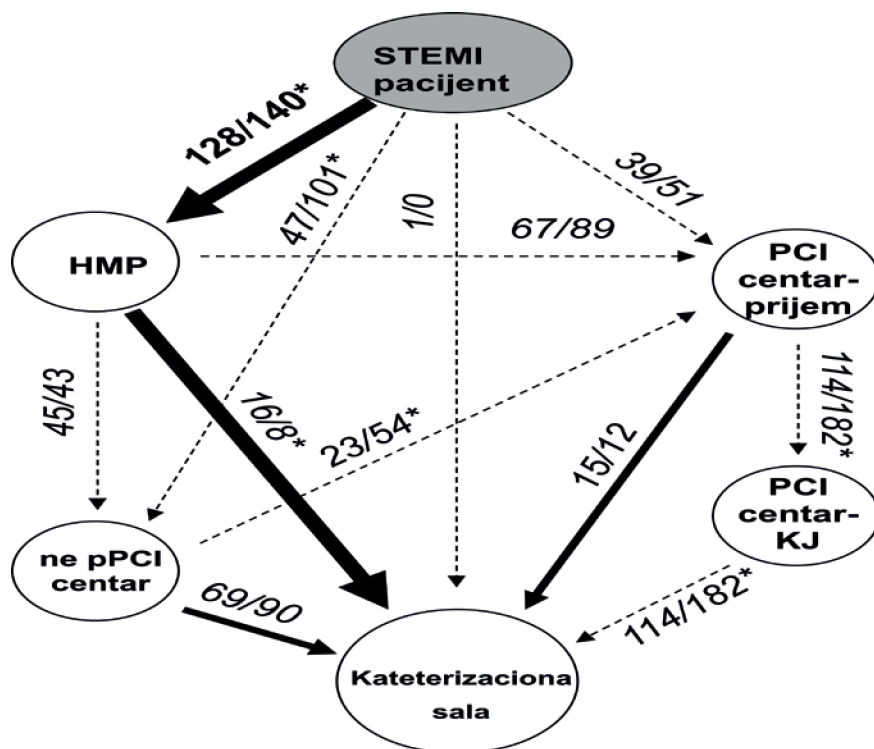 STEMI
pacijent
128/140*
47/101*
1/0
39/51
HMP
67/89
PCI
centar-
prijem
45/43
16/8*
23/54*
15/12
114/182*
ne pPCI
centar
69/90
PCI
centar-
KJ
114/182*
Kateterizaciona
sala